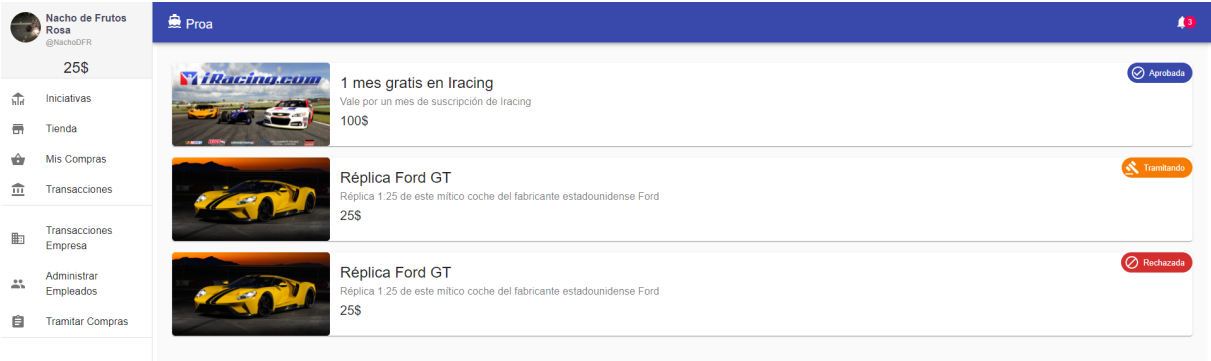 Nacho de Frutos
Rosa
@NachoDFR
25$
Iniciativas
Tienda
Mis Compras
Transacciones
Transacciones
Empresa
Administrar
Empleados
Tramitar Compras
Proa
3
iRacing.com
1 mes gratis en Iracing
Vale por un mes de suscripción de Iracing
100$
Aprobada
Réplica Ford GT
Réplica 1:25 de este mítico coche del fabricante estadounidense Ford
25$
Tramitando
Réplica Ford GT
Réplica 1:25 de este mítico coche del fabricante estadounidense Ford
25$
Rechazada